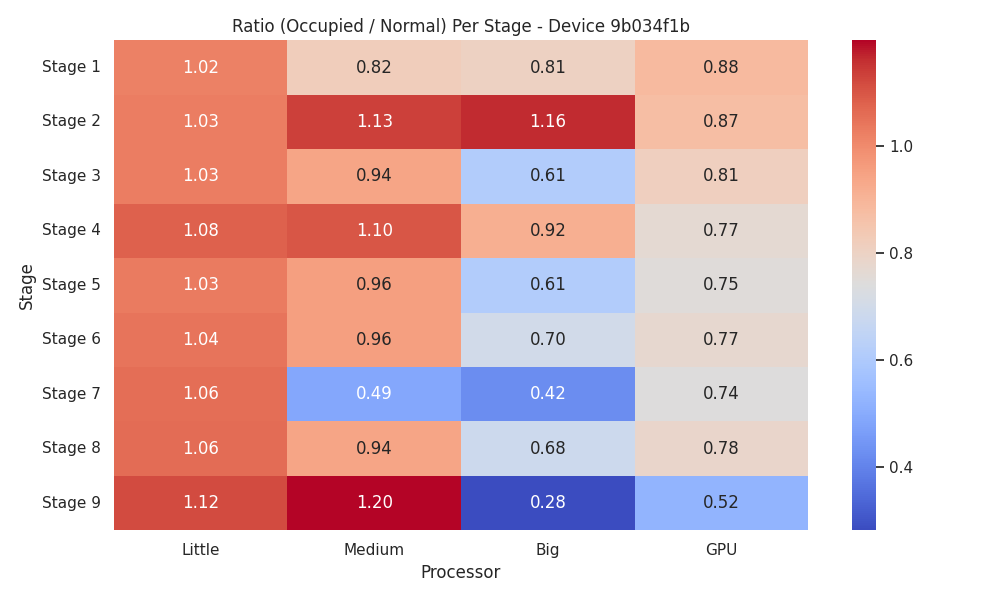 Ratio (Occupied / Normal) Per Stage - Device 9b034f1b
Stage
Stage 1 1.02 0.82 0.81 0.88
Stage 2 1.03 1.13 1.16 0.87
Stage 3 1.03 0.94 0.61 0.81
Stage 4 1.08 1.10 0.92 0.77
Stage 5 1.03 0.96 0.61 0.75
Stage 6 1.04 0.96 0.70 0.77
Stage 7 1.06 0.49 0.42 0.74
Stage 8 1.06 0.94 0.68 0.78
Stage 9 1.12 1.20 0.28 0.52
Little Medium Big GPU
Processor
1.0
0.8
0.6
0.4